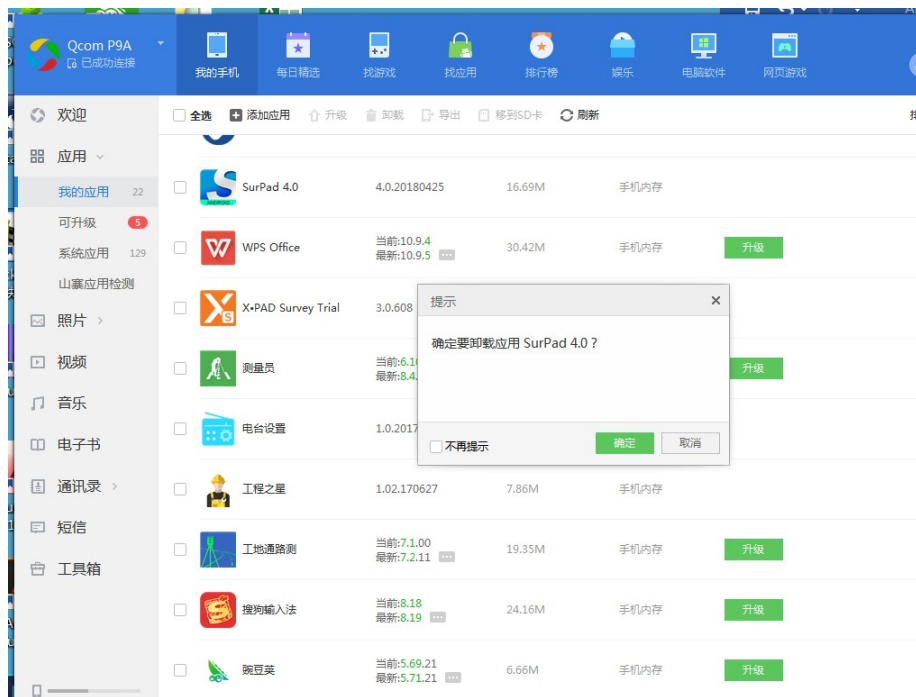 Qcom P9A
已成功连接
我的手机
每日精选
找游戏
找应用
排行榜
娱乐
电脑软件
网页游戏
欢迎
应用
我的应用 22
可升级 5
系统应用 129
山寨应用检测
照片
视频
音乐
电子书
通讯录
短信
工具箱
全选 添加应用 升级 卸载 导出 移到SD卡 刷新
SurPad 4.0 4.0.20180425 16.69M 手机内存
WPS Office 当前:10.9.4 30.42M 手机内存 升级
最新:10.9.5
X•PAD Survey Trial 3.0.608
测量员 升级
当前:6.1
最新:8.4.
电台设置 1.0.2017
提示
确定要卸载应用 SurPad 4.0？
不再提示 确定 取消
工程之星 1.02.170627 7.86M 手机内存
工地通路测 当前:7.1.00 19.35M 手机内存 升级
最新:7.2.11
搜狗输入法 当前:8.18 24.16M 手机内存 升级
最新:8.19
豌豆荚 当前:5.69.21 6.66M 手机内存 升级
最新:5.71.21